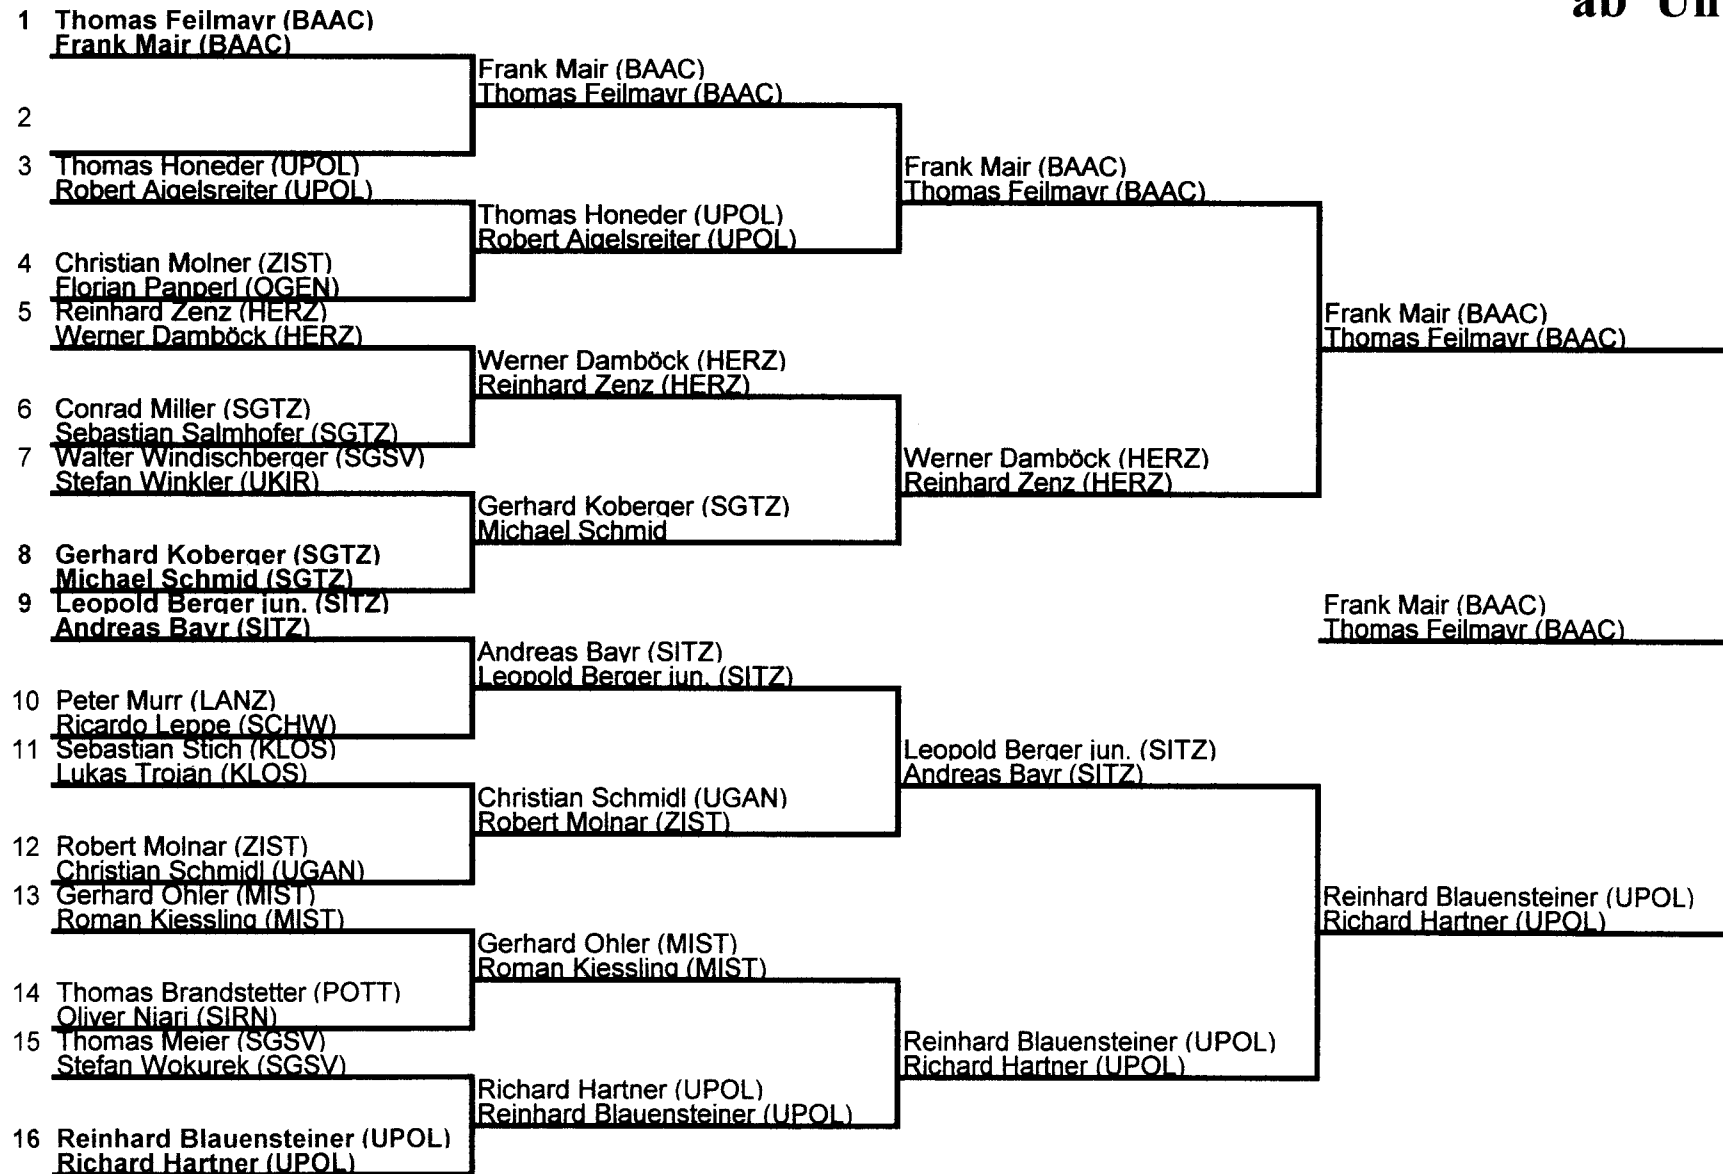 ab Un
1 Thomas Feilmayr (BAAC)
Frank Mair (BAAC)
2
3 Thomas Honeder (UPOL)
Robert Aigelsreiter (UPOL)
4 Christian Molner (ZIST)
Florian Panperl (OGEN)
5 Reinhard Zenz (HERZ)
Werner Damböck (HERZ)
6 Conrad Miller (SGTZ)
Sebastian Salmhofer (SGTZ)
7 Walter Windischberger (SGSV)
Stefan Winkler (UKIR)
8 Gerhard Koberger (SGTZ)
Michael Schmid (SGTZ)
9 Leopold Berger jun. (SITZ)
Andreas Bayr (SITZ)
10 Peter Murr (LANZ)
Ricardo Leppe (SCHW)
11 Sebastian Stich (KLOS)
Lukas Trojan (KLOS)
12 Robert Molnar (ZIST)
Christian Schmidl (UGAN)
13 Gerhard Ohler (MIST)
Roman Kiessling (MIST)
14 Thomas Brandstetter (POTT)
Oliver Njari (SIRN)
15 Thomas Meier (SGSV)
Stefan Wokurek (SGSV)
16 Reinhard Blauensteiner (UPOL)
Richard Hartner (UPOL)
Frank Mair (BAAC)
Thomas Feilmayr (BAAC)
Thomas Honeder (UPOL)
Robert Aigelsreiter (UPOL)
Werner Damböck (HERZ)
Reinhard Zenz (HERZ)
Gerhard Koberger (SGTZ)
Michael Schmid
Andreas Bayr (SITZ)
Leopold Berger jun. (SITZ)
Christian Schmidl (UGAN)
Robert Molnar (ZIST)
Gerhard Ohler (MIST)
Roman Kiessling (MIST)
Richard Hartner (UPOL)
Reinhard Blauensteiner (UPOL)
Frank Mair (BAAC)
Thomas Feilmayr (BAAC)
Werner Damböck (HERZ)
Reinhard Zenz (HERZ)
Leopold Berger jun. (SITZ)
Andreas Bayr (SITZ)
Reinhard Blauensteiner (UPOL)
Richard Hartner (UPOL)
Frank Mair (BAAC)
Thomas Feilmayr (BAAC)
Frank Mair (BAAC)
Thomas Feilmayr (BAAC)
Reinhard Blauensteiner (UPOL)
Richard Hartner (UPOL)